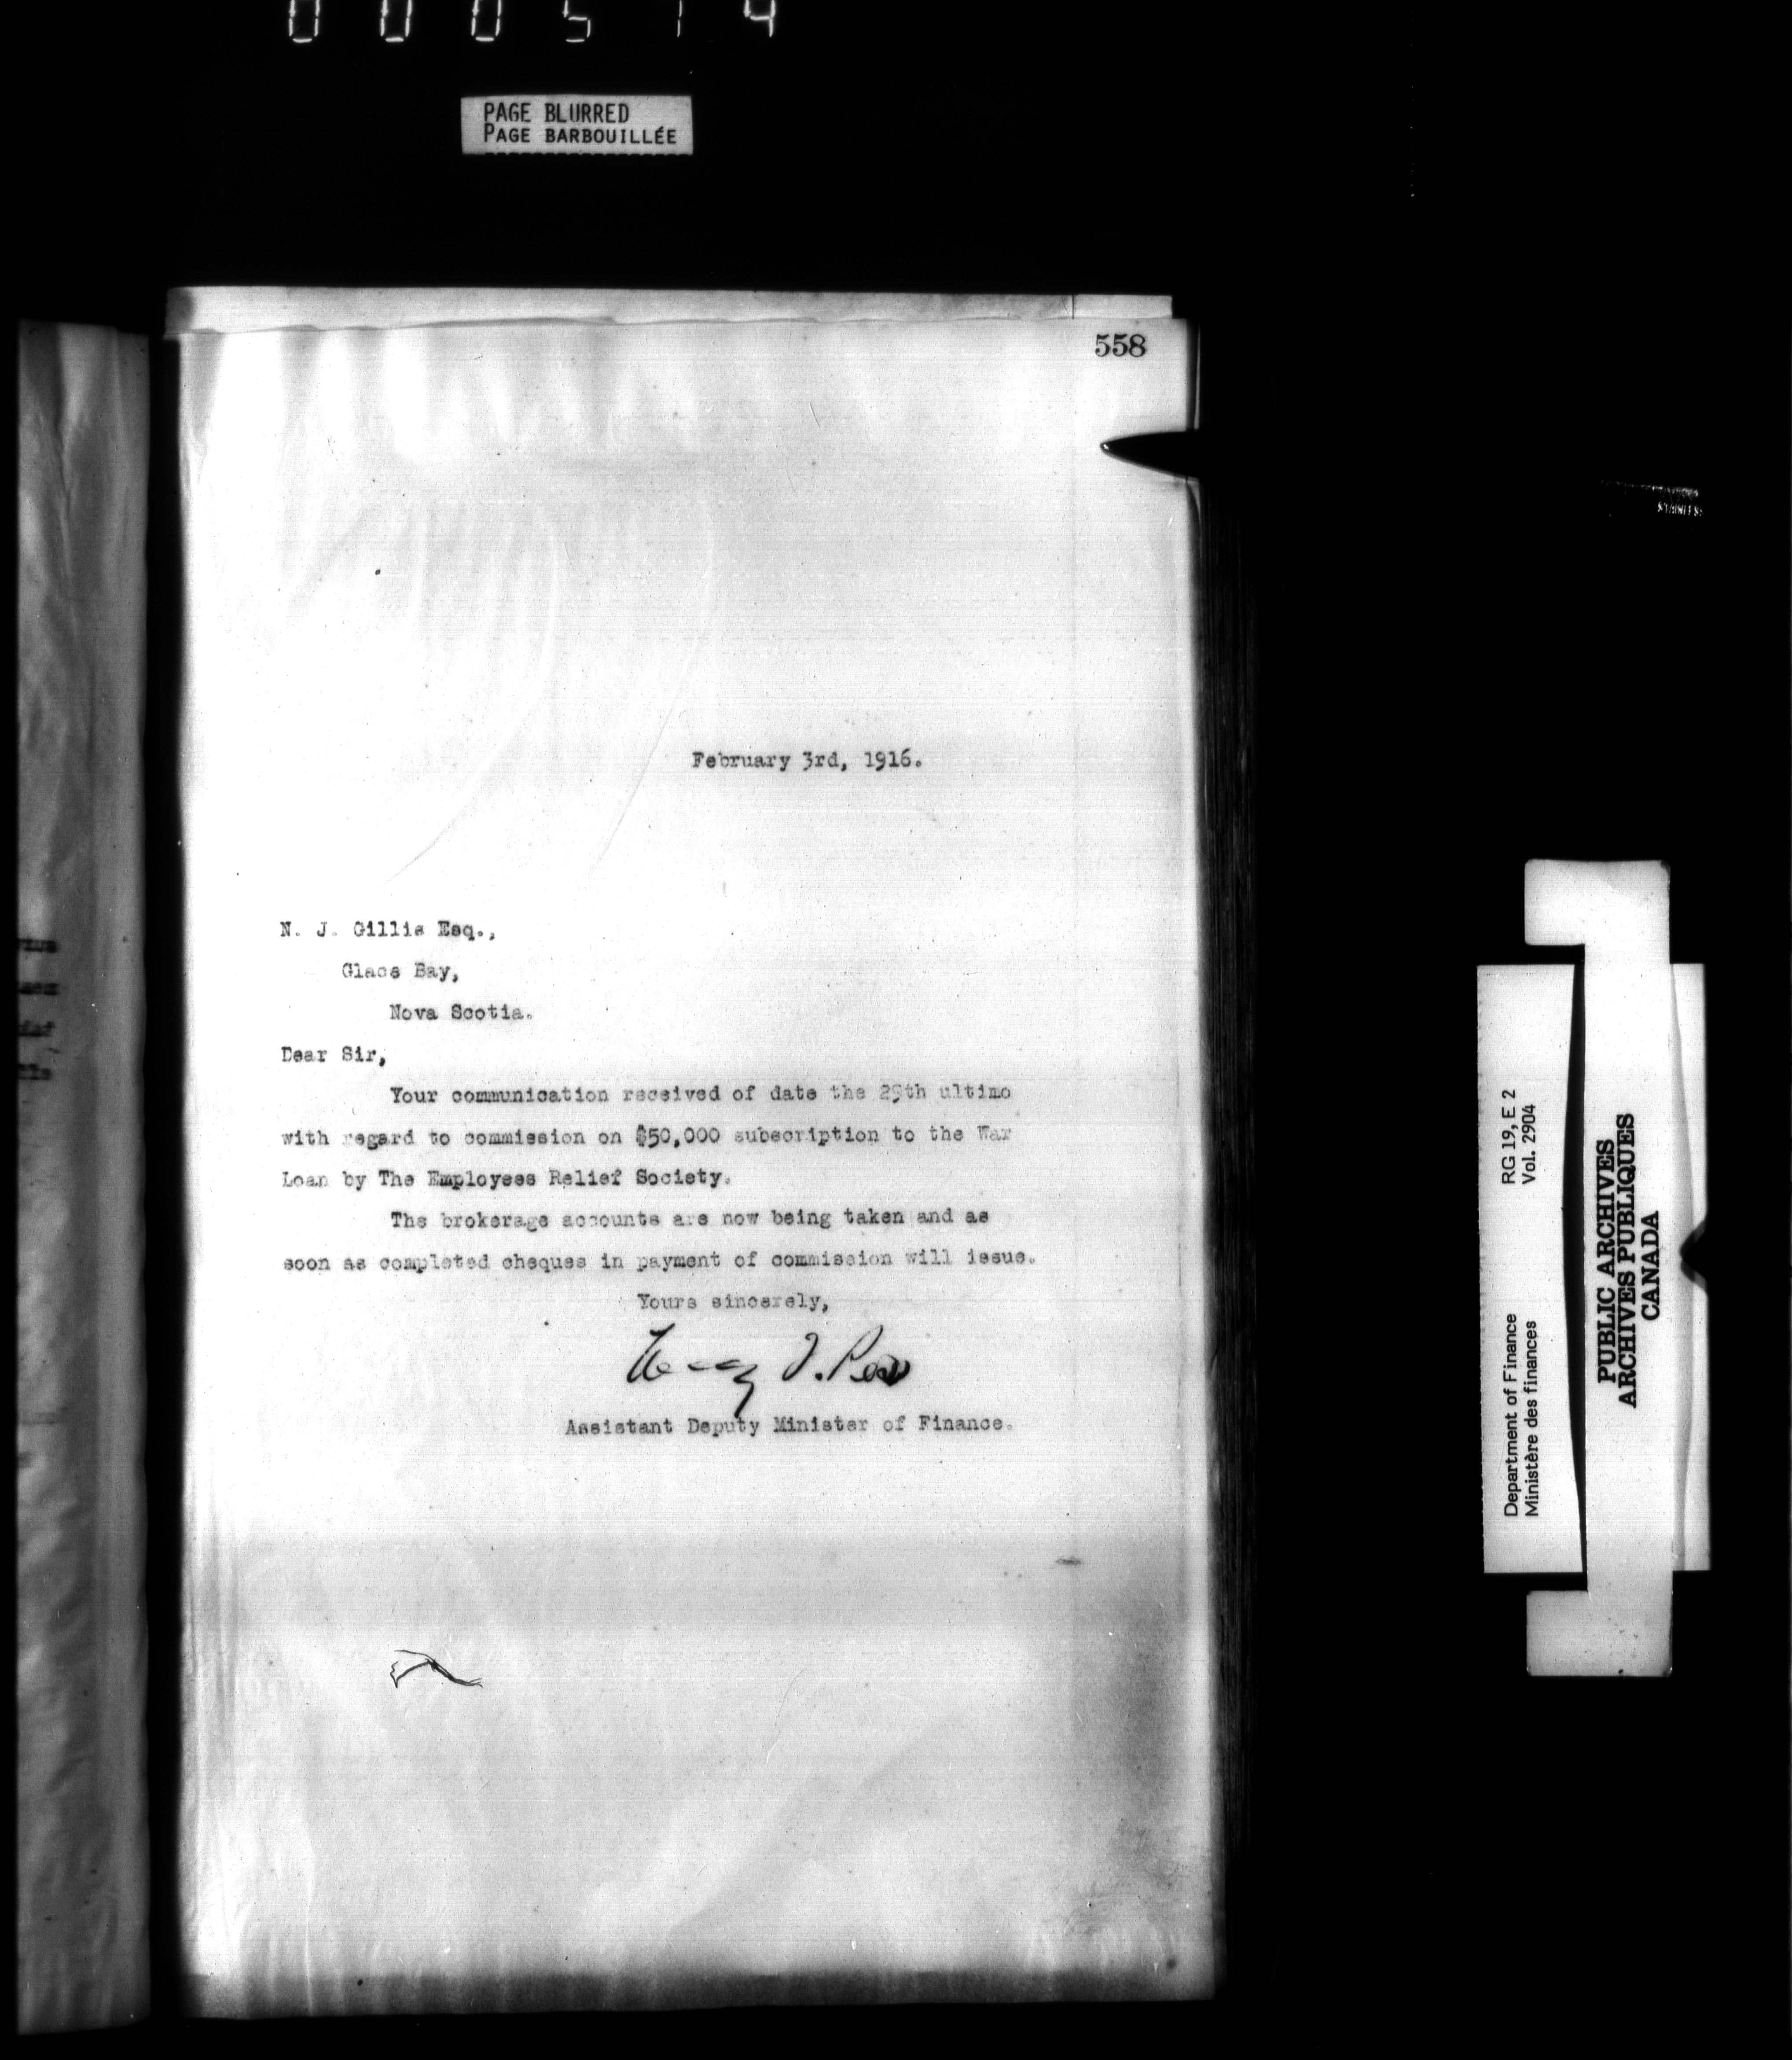 PAGE BLURRED
PAGE BARBOUILLÉE
558
February 3rd, 1916.
N. J. Gillis Esq.,
Glace Bay,
Nova Scotia.
Dear Sir,
Your communication received of date the 29th ultimo
with regard to commission on $50,000 subscription to the War
Loan by The Employees Relief Society.
The brokerage accounts are now being taken and as
soon as completed cheques in payment of commission will issue.
Yours sincerely,
Assistant Deputy Minister of Finance.
Department of Finance RG 19, E 2
Ministère des finances Vol. 2904
PUBLIC ARCHIVES
ARCHIVES PUBLIQUES
CANADA